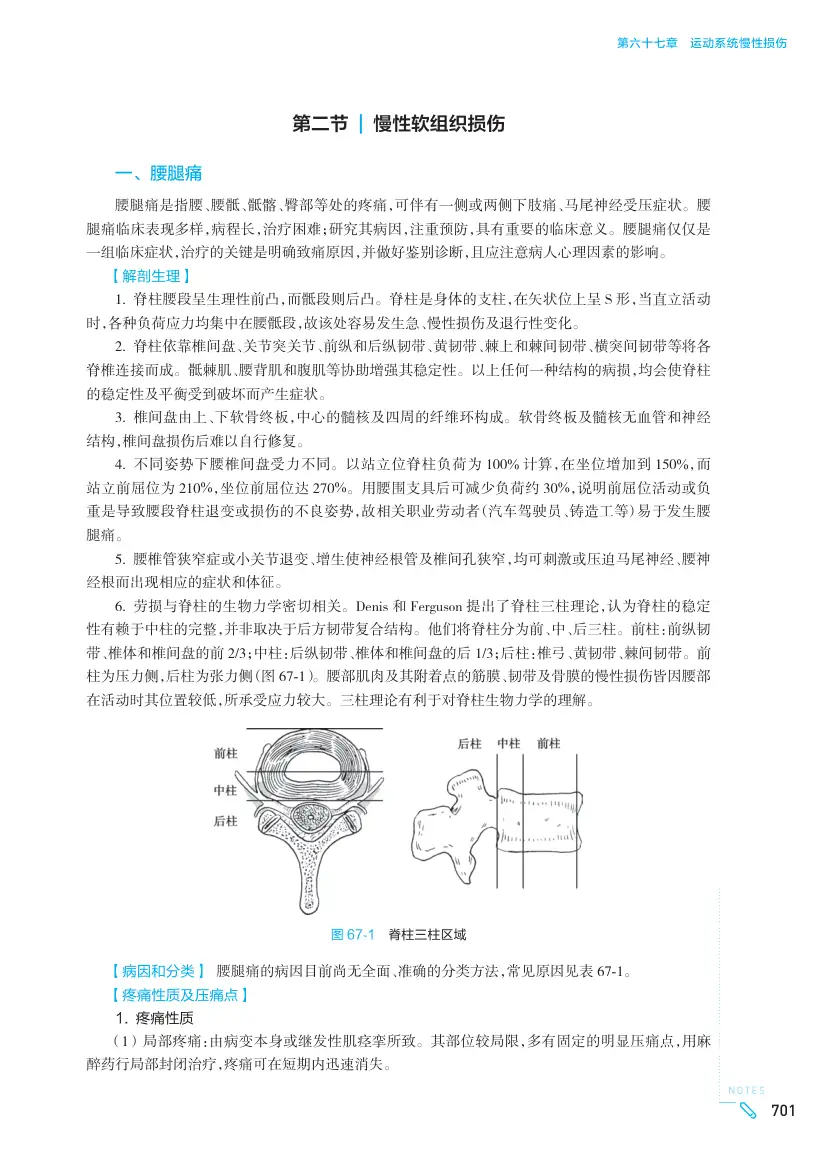 第六十七章 运动系统慢性损伤
第二节 | 慢性软组织损伤
一、腰腿痛
腰腿痛是指腰、腰骶、骶髂、臀部等处的疼痛,可伴有一侧或两侧下肢痛、马尾神经受压症状。腰
腿痛临床表现多样,病程长,治疗困难;研究其病因,注重预防,具有重要的临床意义。腰腿痛仅仅是
一组临床症状,治疗的关键是明确致痛原因,并做好鉴别诊断,且应注意病人心理因素的影响。
【解剖生理】
1. 脊柱腰段呈生理性前凸,而骶段则后凸。脊柱是身体的支柱,在矢状位上呈 S 形,当直立活动
时,各种负荷应力均集中在腰骶段,故该处容易发生急、慢性损伤及退行性变化。
2. 脊柱依靠椎间盘、关节突关节、前纵和后纵韧带、黄韧带、棘上和棘间韧带、横突间韧带等将各
脊椎连接而成。骶棘肌、腰背肌和腹肌等协助增强其稳定性。以上任何一种结构的病损,均会使脊柱
的稳定性及平衡受到破坏而产生症状。
3. 椎间盘由上、下软骨终板,中心的髓核及四周的纤维环构成。软骨终板及髓核无血管和神经
结构,椎间盘损伤后难以自行修复。
4. 不同姿势下腰椎间盘受力不同。以站立位脊柱负荷为 100% 计算,在坐位增加到 150%,而
站立前屈位为 210%,坐位前屈位达 270%。用腰围支具后可减少负荷约 30%,说明前屈位活动或负
重是导致腰段脊柱退变或损伤的不良姿势,故相关职业劳动者(汽车驾驶员、铸造工等)易于发生腰
腿痛。
5. 腰椎管狭窄症或小关节退变、增生使神经根管及椎间孔狭窄,均可刺激或压迫马尾神经、腰神
经根而出现相应的症状和体征。
6. 劳损与脊柱的生物力学密切相关。Denis 和 Ferguson 提出了脊柱三柱理论,认为脊柱的稳定
性有赖于中柱的完整,并非取决于后方韧带复合结构。他们将脊柱分为前、中、后三柱。前柱:前纵韧
带、椎体和椎间盘的前 2/3;中柱:后纵韧带、椎体和椎间盘的后 1/3;后柱:椎弓、黄韧带、棘间韧带。前
柱为压力侧,后柱为张力侧(图 67-1)。腰部肌肉及其附着点的筋膜、韧带及骨膜的慢性损伤皆因腰部
在活动时其位置较低,所承受应力较大。三柱理论有利于对脊柱生物力学的理解。
前柱
中柱
后柱
后柱 中柱 前柱
图 67-1 脊柱三柱区域
【病因和分类】 腰腿痛的病因目前尚无全面、准确的分类方法,常见原因见表 67-1。
【疼痛性质及压痛点】
1. 疼痛性质
(1)局部疼痛:由病变本身或继发性肌痉挛所致。其部位较局限,多有固定的明显压痛点,用麻
醉药行局部封闭治疗,疼痛可在短期内迅速消失。
NOTES
701